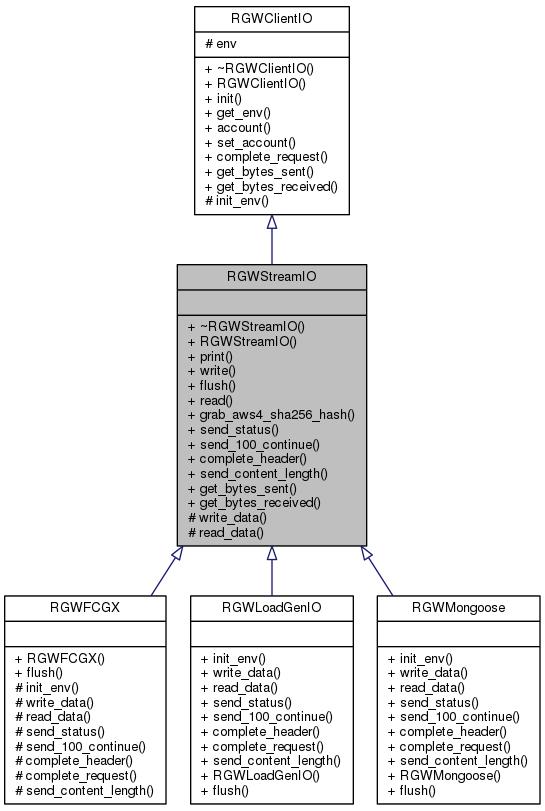 RGWClientIO
# env
+ ~RGWClientIO()
+ RGWClientIO()
+ init()
+ get_env()
+ account()
+ set_account()
+ complete_request()
+ get_bytes_sent()
+ get_bytes_received()
# init_env()
RGWStreamIO
+ ~RGWStreamIO()
+ RGWStreamIO()
+ print()
+ write()
+ flush()
+ read()
+ grab_aws4_sha256_hash()
+ send_status()
+ send_100_continue()
+ complete_header()
+ send_content_length()
+ get_bytes_sent()
+ get_bytes_received()
# write_data()
# read_data()
RGWFCGX
+ RGWFCGX()
+ flush()
# init_env()
# write_data()
# read_data()
# send_status()
# send_100_continue()
# complete_header()
# complete_request()
# send_content_length()
RGWLoadGenIO
+ init_env()
+ write_data()
+ read_data()
+ send_status()
+ send_100_continue()
+ complete_header()
+ complete_request()
+ send_content_length()
+ RGWLoadGenIO()
+ flush()
RGWMongoose
+ init_env()
+ write_data()
+ read_data()
+ send_status()
+ send_100_continue()
+ complete_header()
+ complete_request()
+ send_content_length()
+ RGWMongoose()
+ flush()